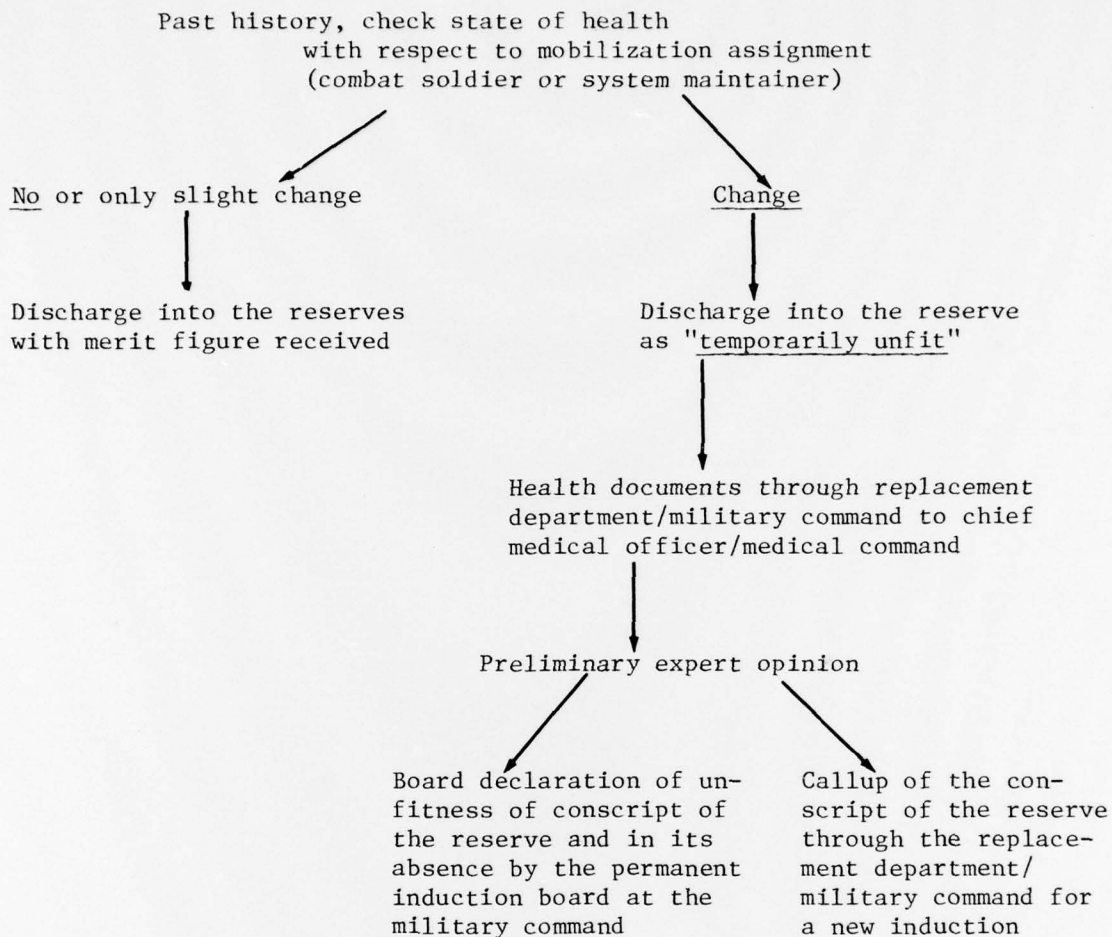 Past history, check state of health
with respect to mobilization assignment
(combat soldier or system maintainer)
No or only slight change
Change
Discharge into the reserves
with merit figure received
Discharge into the reserve
as "temporarily unfit"
Health documents through replacement
department/military command to chief
medical officer/medical command
Preliminary expert opinion
Board declaration of un-
fitness of conscript of
the reserve and in its
absence by the permanent
induction board at the
military command
Callup of the con-
script of the reserve
through the replace-
ment department/
military command for
a new induction